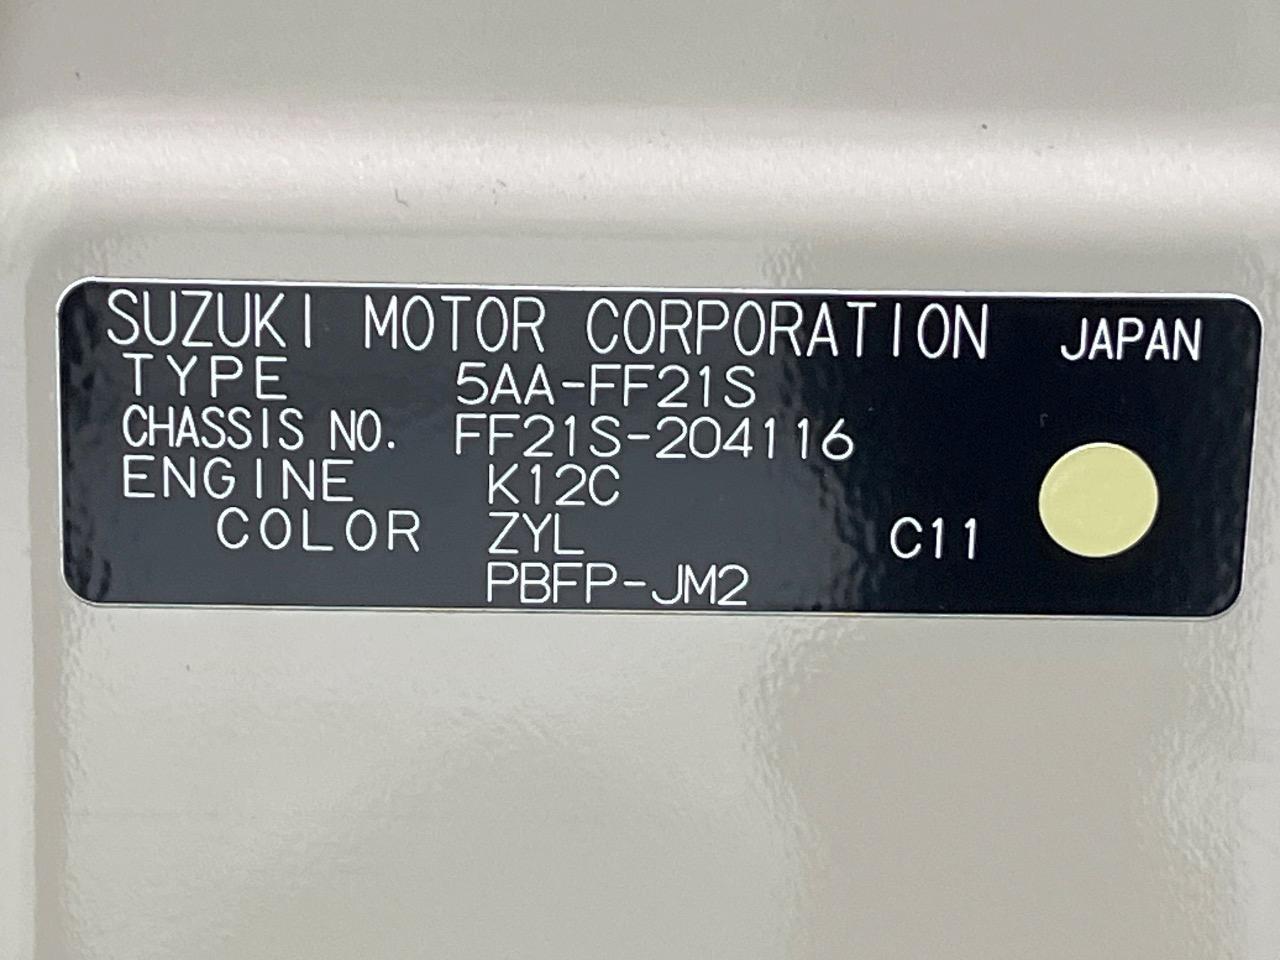 SUZUKI MOTOR CORPORATION JAPAN
TYPE 5AA-FF21S
CHASSIS NO. FF21S-204116
ENGINE K12C
COLOR ZYL C11
PBFP-JM2